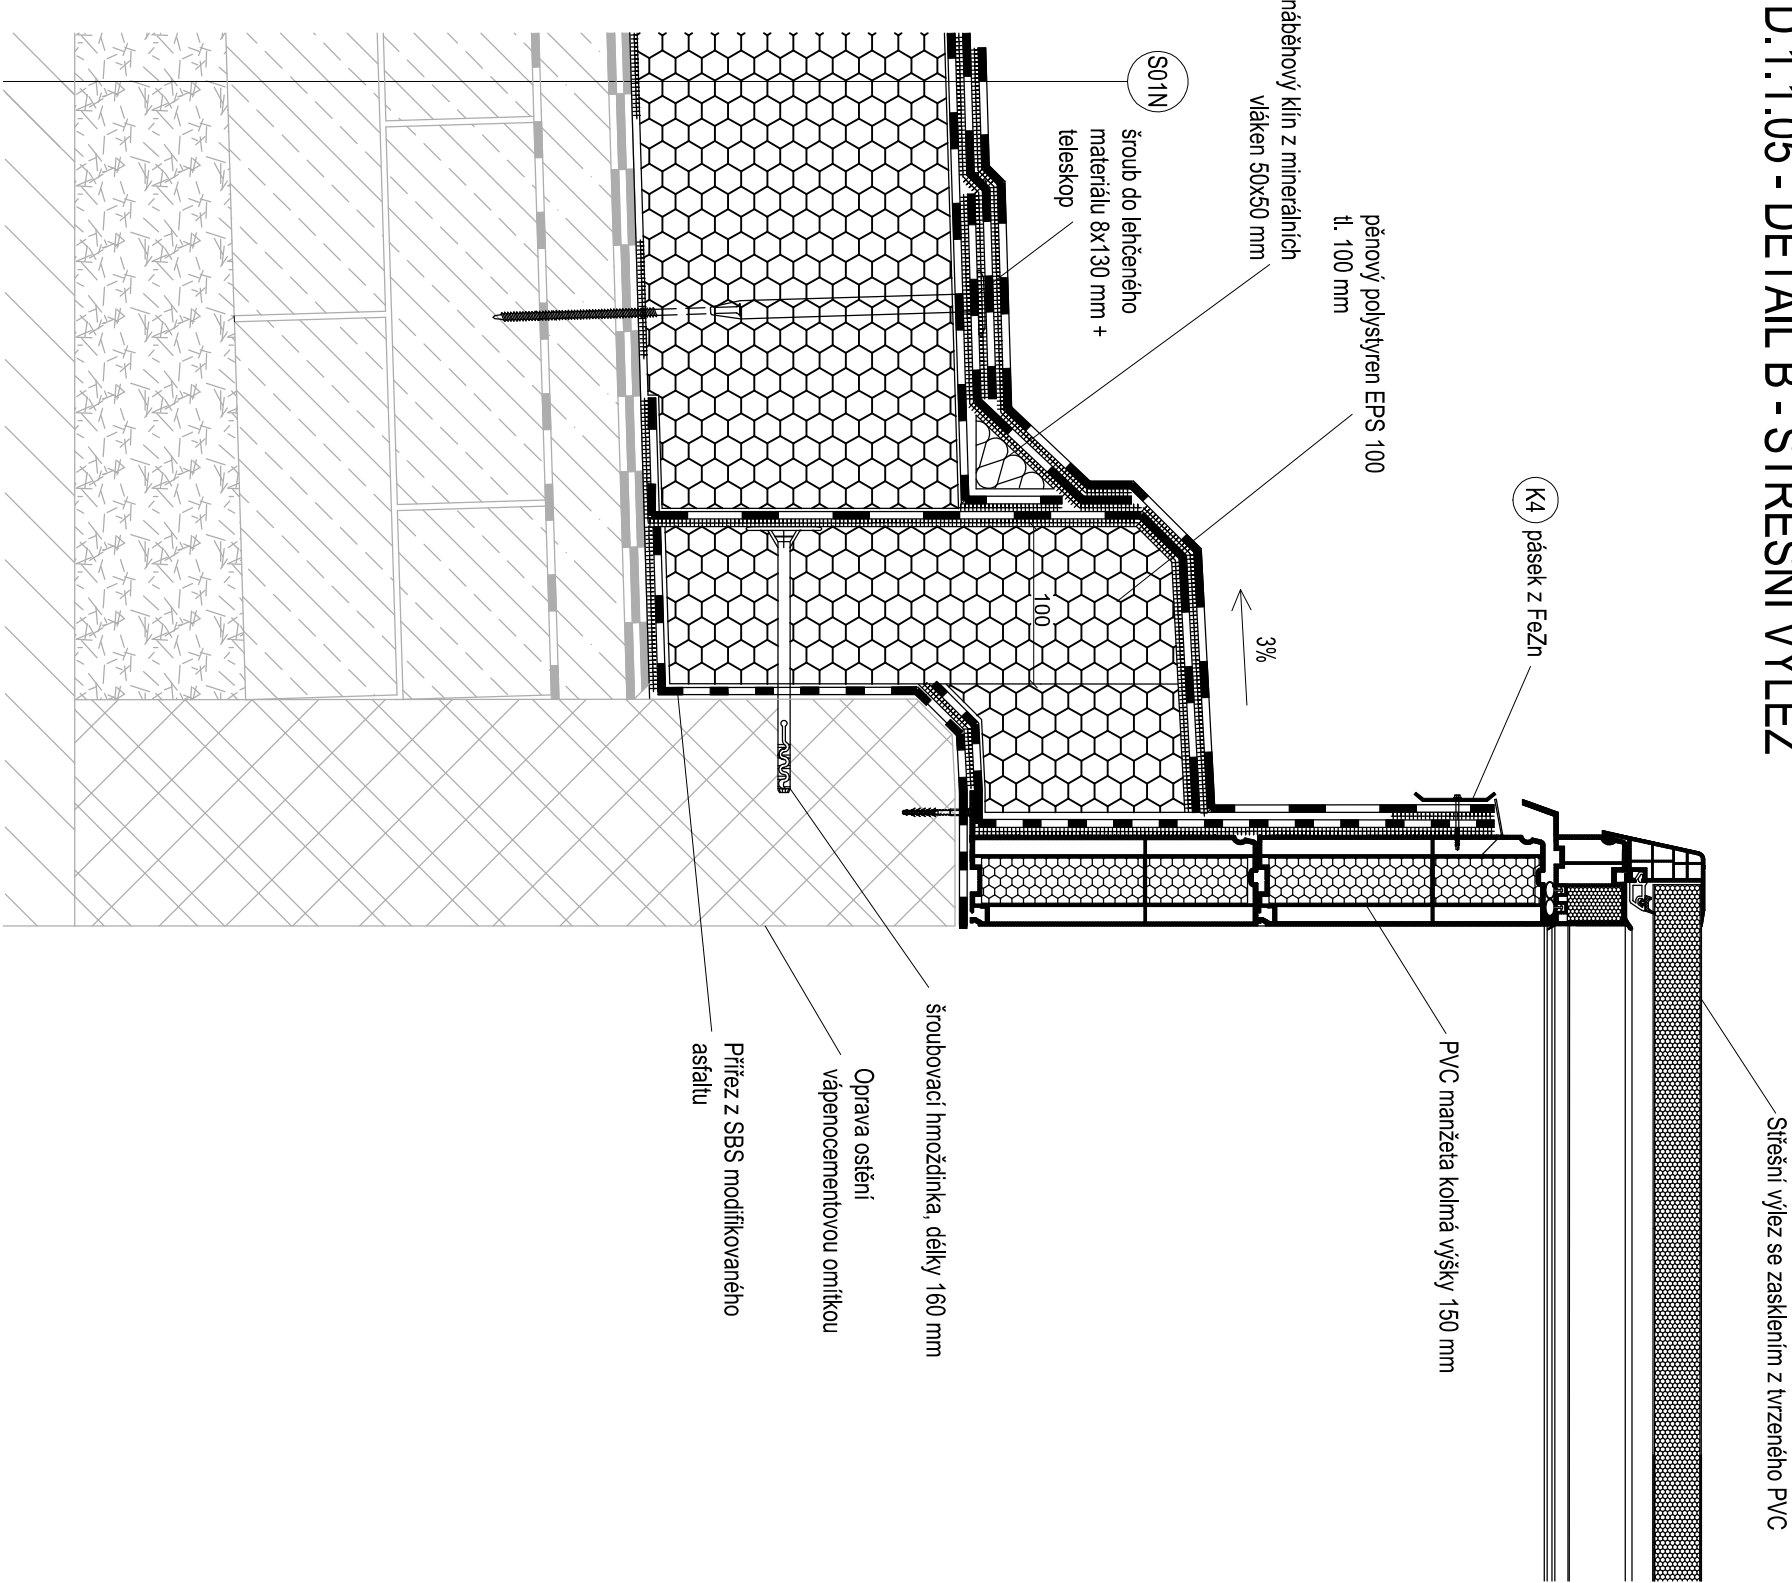 D.1.1.05 - DETAIL B - STŘEŠNÍ VÝLEZ
Střešní výlez se zasklením z tvrzeného PVC
K4
pásek z FeZn
PVC manžeta kolmá výšky 150 mm
pěnový polystyren EPS 100
tl. 100 mm
náběhový klín z minerálních
vláken 50x50 mm
3%
S01N
šroub do lehčeného
materiálu 8x130 mm +
teleskop
100
šroubovací hmoždinka, délky 160 mm
Oprava ostění
vápenocementovou omítkou
Přířez z SBS modifikovaného
asfaltu